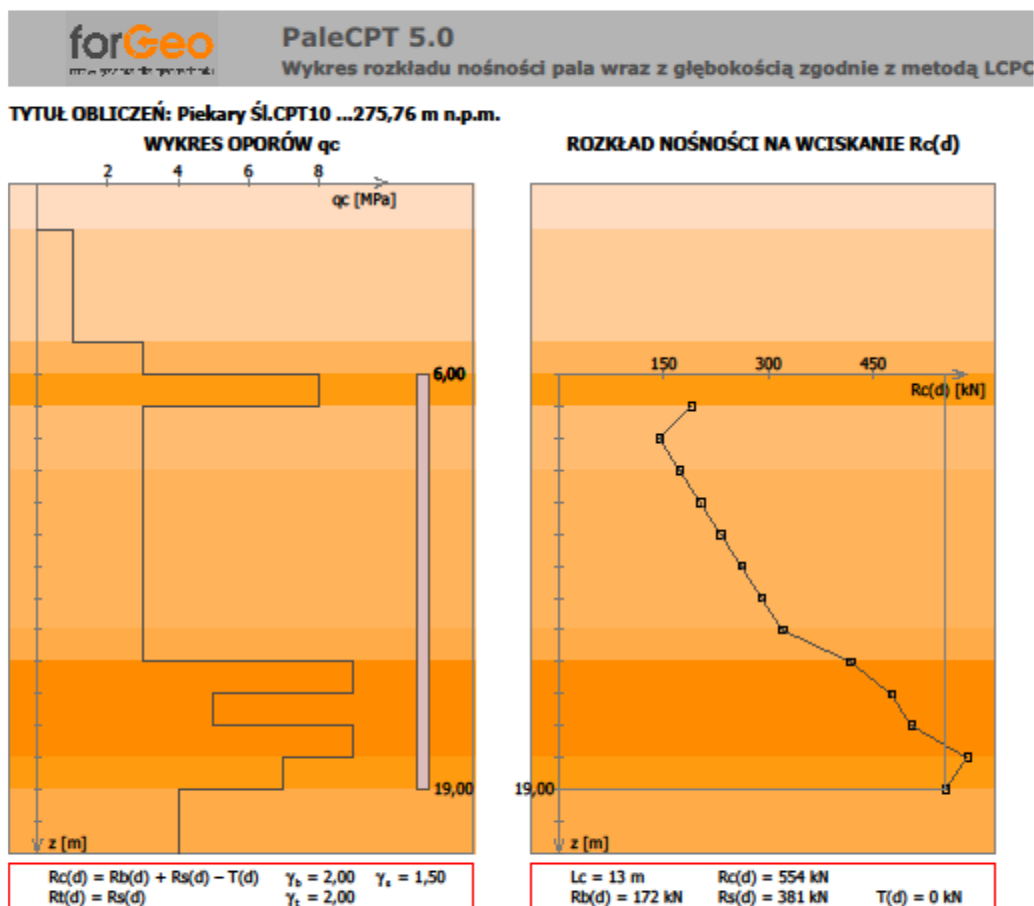 forGeo
PaleCPT 5.0
Wykres rozkładu nośności pala wraz z głębokością zgodnie z metodą LCPC
TYTUŁ OBLICZEŃ: Piekary Śl.CPT10 ...275,76 m n.p.m.
WYKRES OPORÓW qc
2 4 6 8
qc [MPa]
6,00
19,00
z [m]
Rc(d) = Rb(d) + Rs(d) − T(d) γb = 2,00 γs = 1,50
Rt(d) = Rs(d) γt = 2,00
ROZKŁAD NOŚNOŚCI NA WCISKANIE Rc(d)
150 300 450
Rc(d) [kN]
19,00
z [m]
Lc = 13 m Rc(d) = 554 kN
Rb(d) = 172 kN Rs(d) = 381 kN T(d) = 0 kN